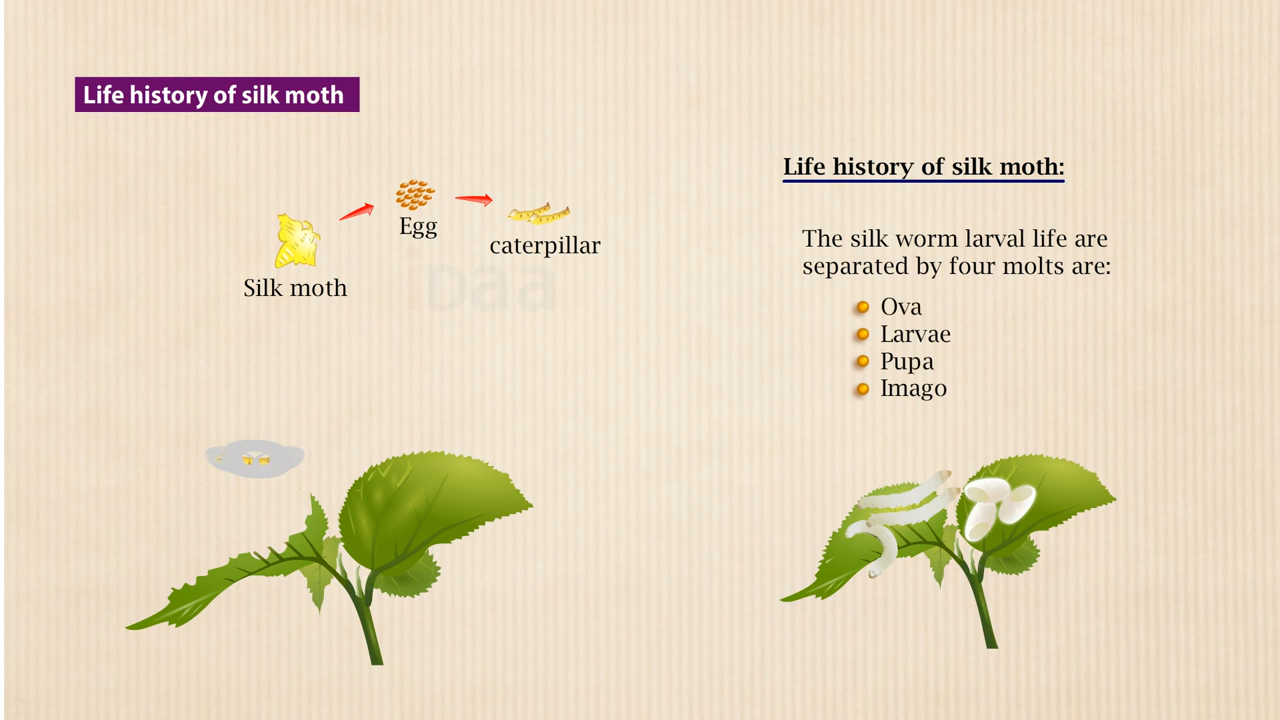 Life history of silk moth
Silk moth
Egg
caterpillar
iDaa
Life history of silk moth:
The silk worm larval life are
separated by four molts are:
Ova
Larvae
Pupa
Imago